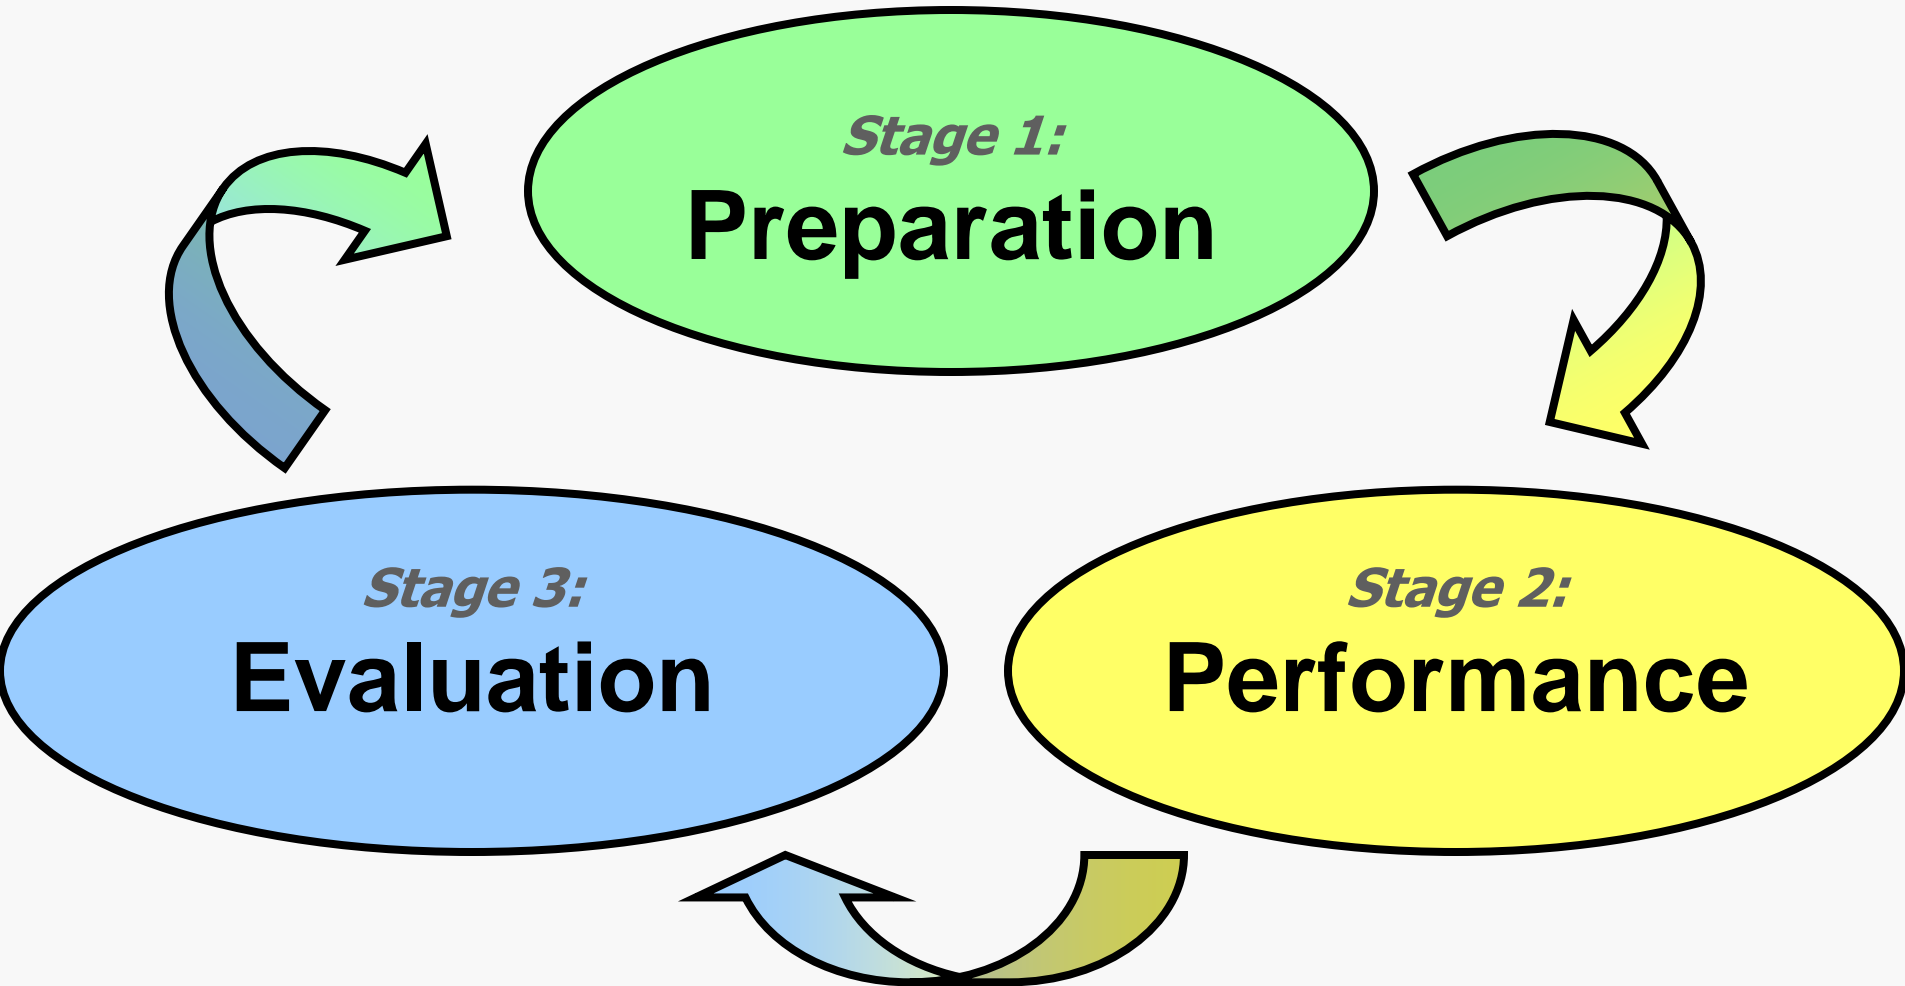 Stage 1:
Preparation
Stage 3:
Evaluation
Stage 2:
Performance